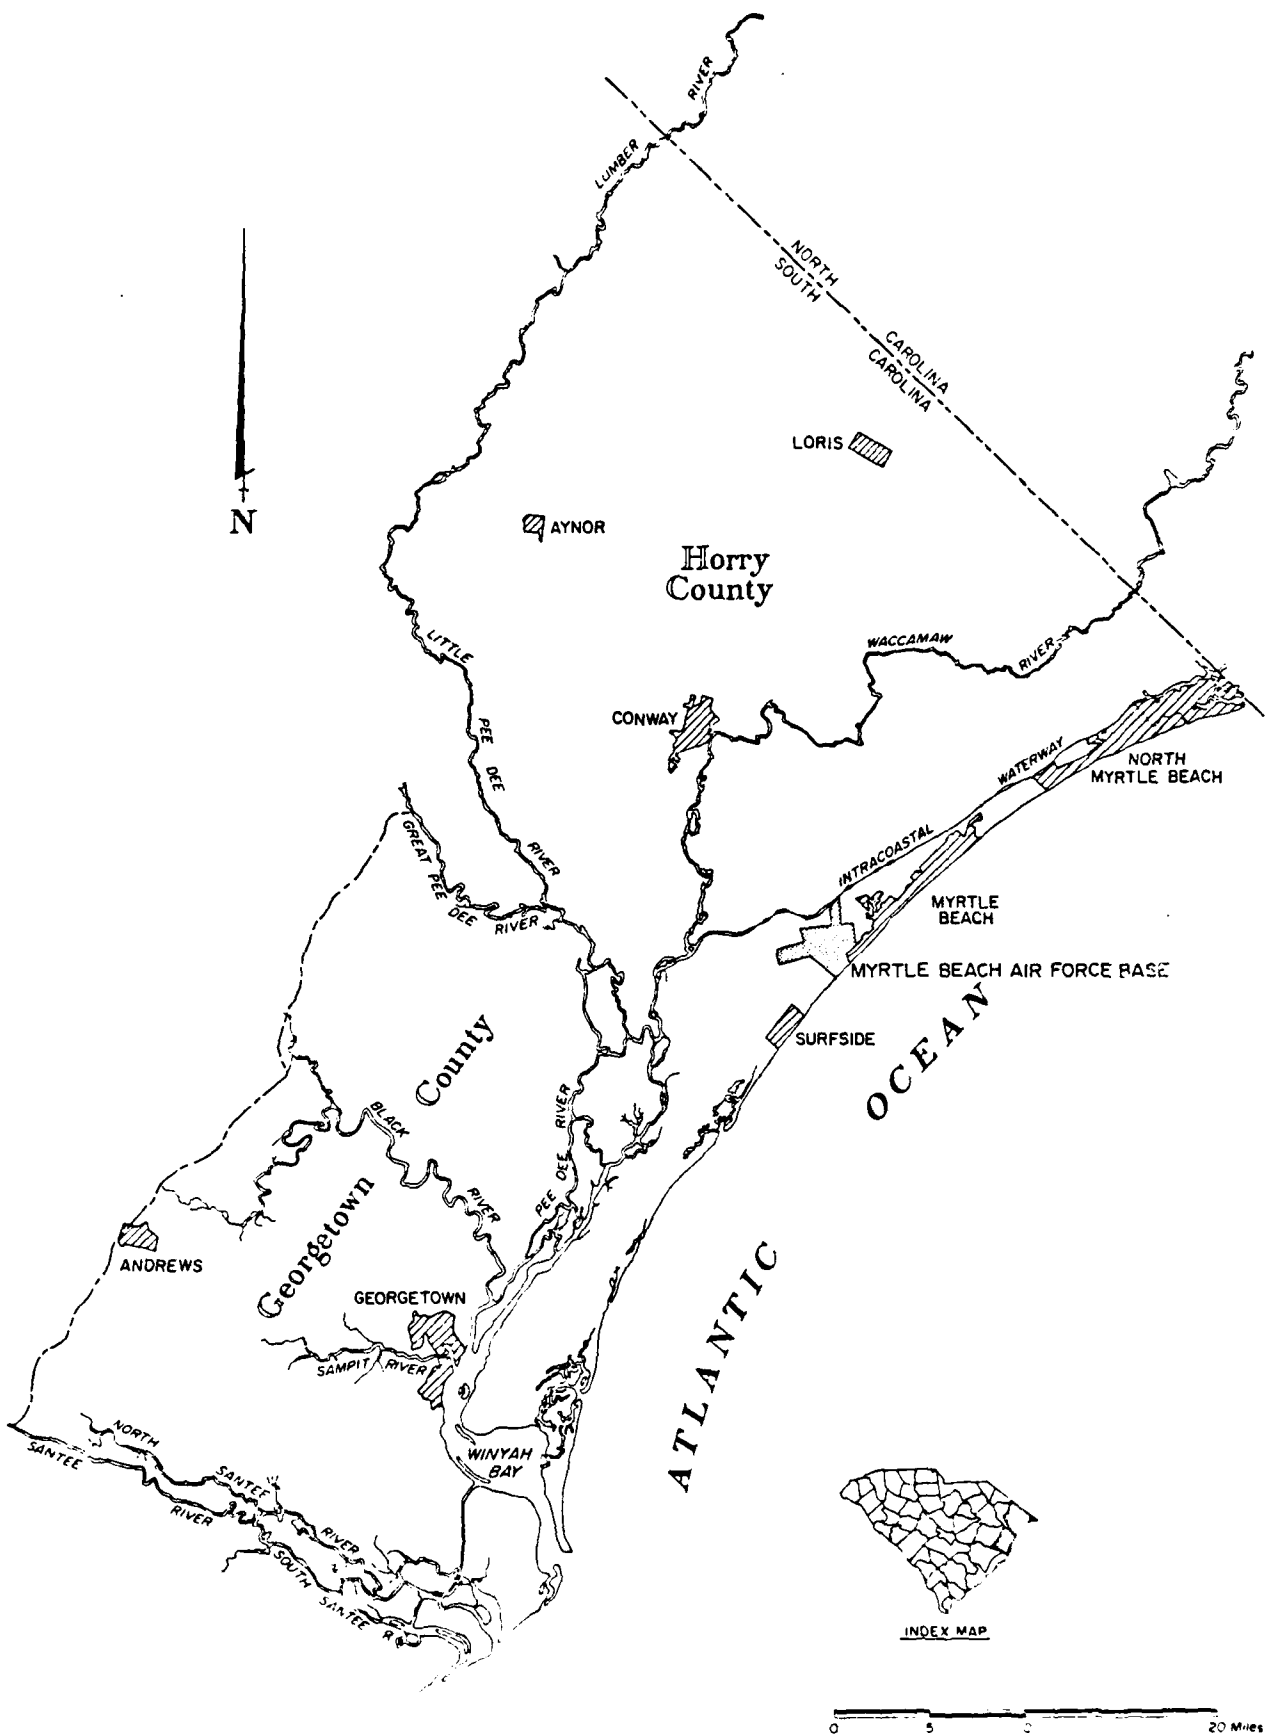 RIVER
LUMBER
NORTH
SOUTH
CAROLINA
CAROLINA
LORIS
N
AYNOR
Horry
County
LITTLE
WACCAMAW
RIVER
CONWAY
PEE DEE
WATERWAY
NORTH
MYRTLE BEACH
GREAT PEE DEE
RIVER
RIVER
INTRACOASTAL
MYRTLE
BEACH
MYRTLE BEACH AIR FORCE BASE
SURFSIDE
OCEAN
County
BLACK
RIVER
PEE DEE RIVER
Georgetown
ANDREWS
GEORGETOWN
SAMPIT RIVER
ATLANTIC
NORTH
SANTEE
SANTEE
RIVER
RIVER
WINYAH
BAY
SOUTH
SANTEE
R
INDEX MAP
0 5 20 Miles